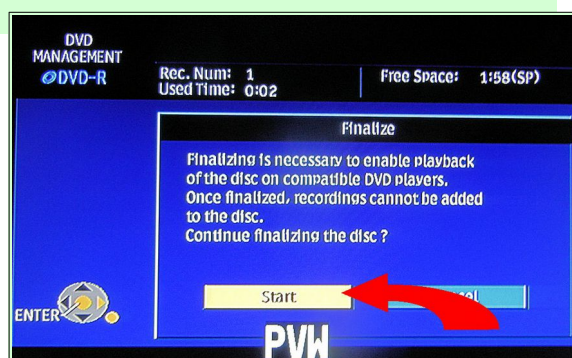 DVD
MANAGEMENT
DVD-R
Rec. Num: 1
Used Time: 0:02
Free Space: 1:58(SP)
Finalize
Finalizing is necessary to enable playback
of the disc on compatible DVD players.
Once finalized, recordings cannot be added
to the disc.
Continue finalizing the disc ?
Start
ENTER
PVW